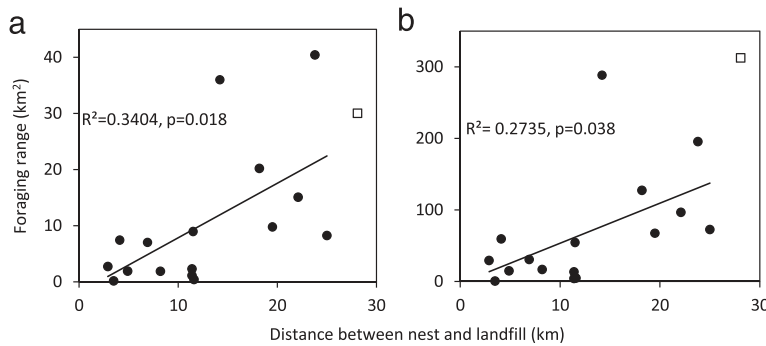 a
b
Foraging range (km²)
40
30
20
10
0
R²=0.3404, p=0.018
0 10 20 30
300
200
100
0
R²= 0.2735, p=0.038
0 10 20 30
Distance between nest and landfill (km)